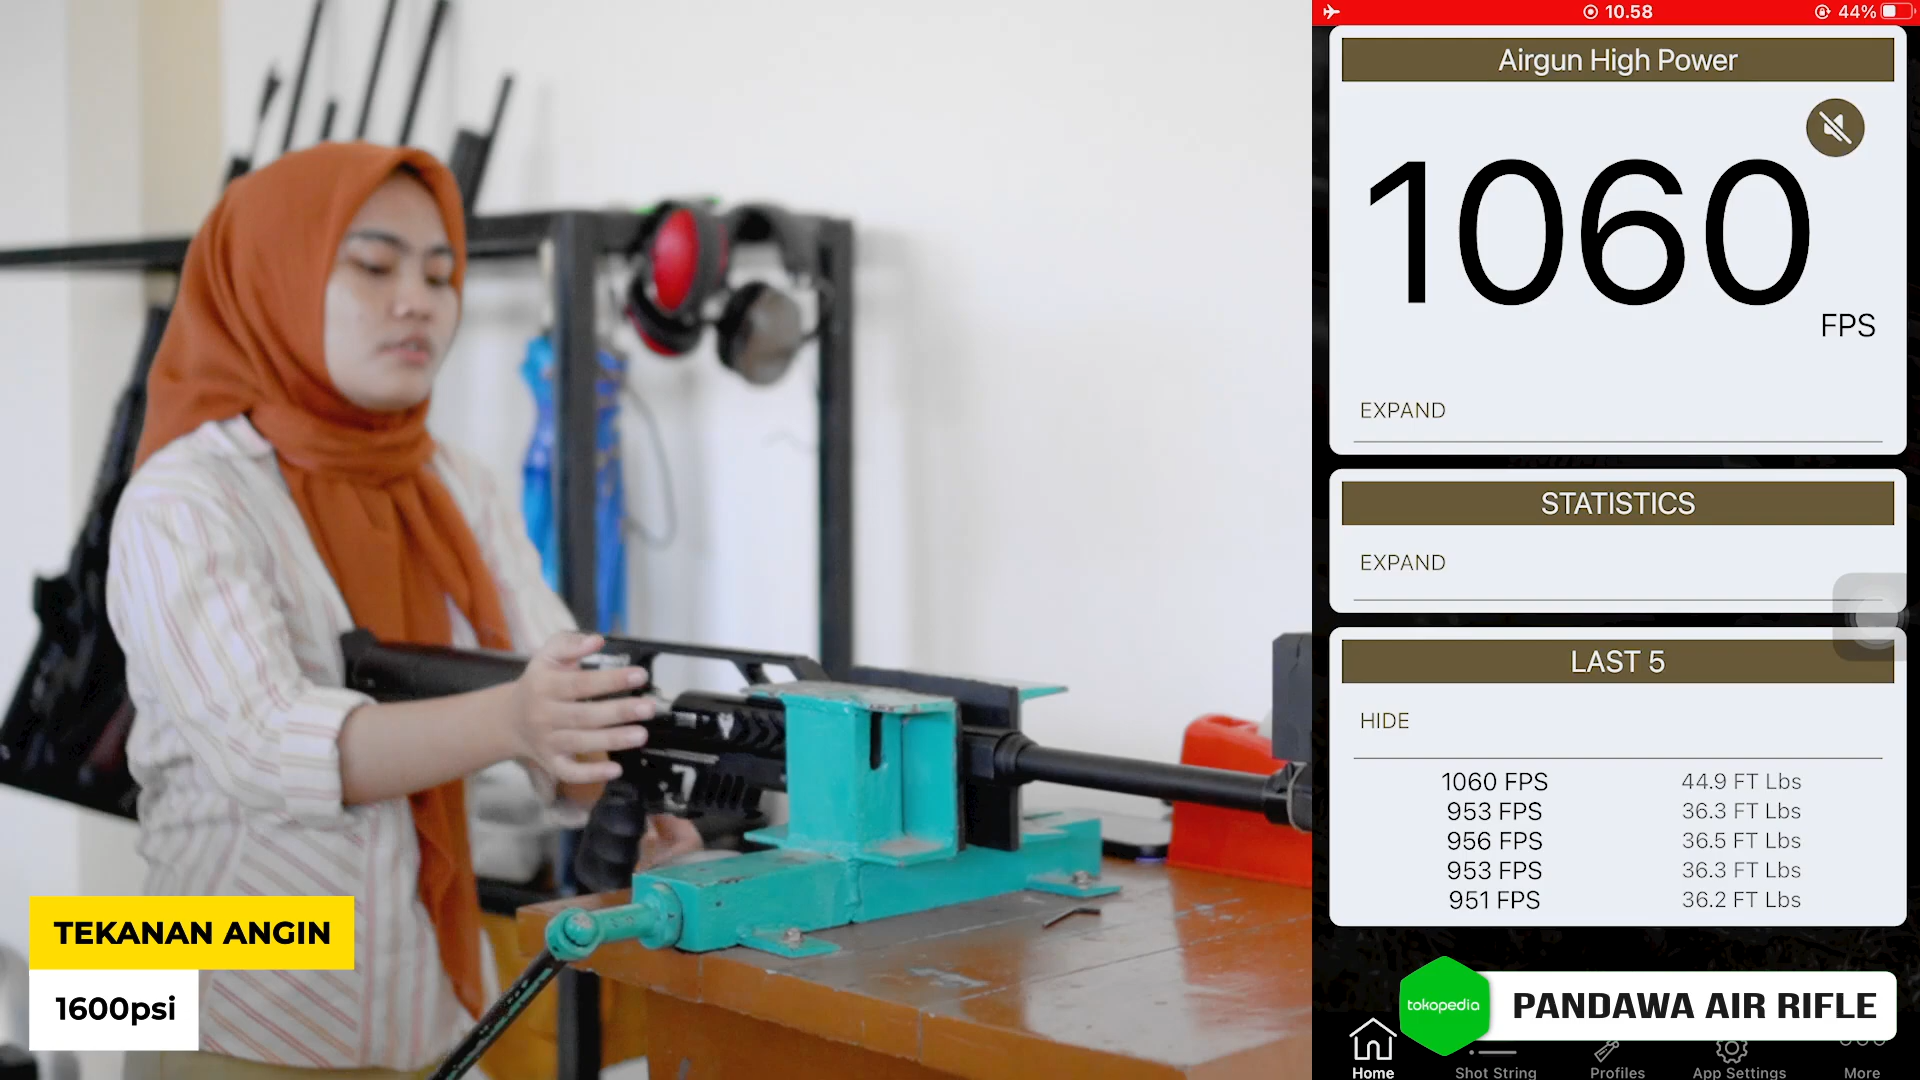 TEKANAN ANGIN
1600psi
10.58
44%
Airgun High Power
1060
FPS
EXPAND
STATISTICS
EXPAND
LAST 5
HIDE
1060 FPS 44.9 FT Lbs
953 FPS 36.3 FT Lbs
956 FPS 36.5 FT Lbs
953 FPS 36.3 FT Lbs
951 FPS 36.2 FT Lbs
tokopedia
PANDAWA AIR RIFLE
Home Shot String Profiles App Settings More